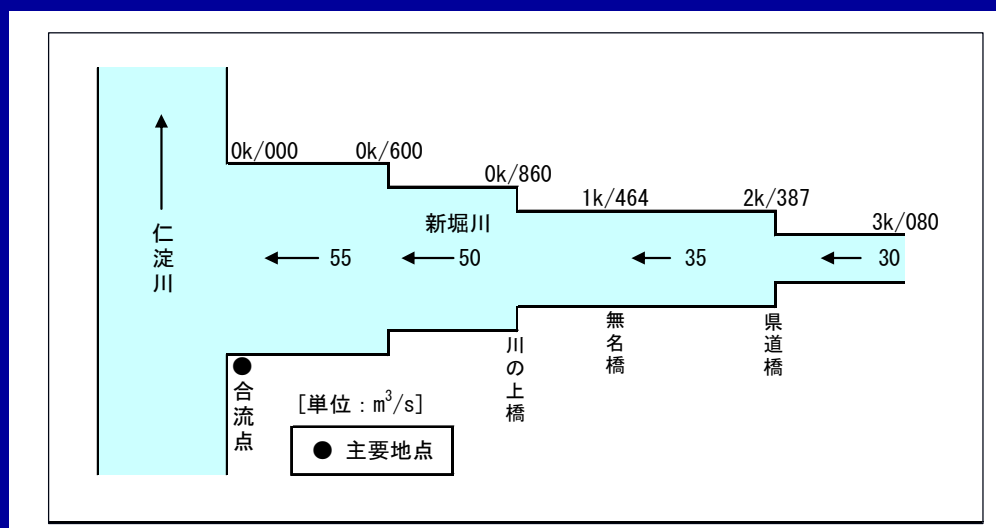 0k/000
0k/600
0k/860
1k/464
2k/387
3k/080
仁淀川
新堀川
55
50
35
30
合流点
川の上橋
無名橋
県道橋
[単位：m³/s]
● 主要地点